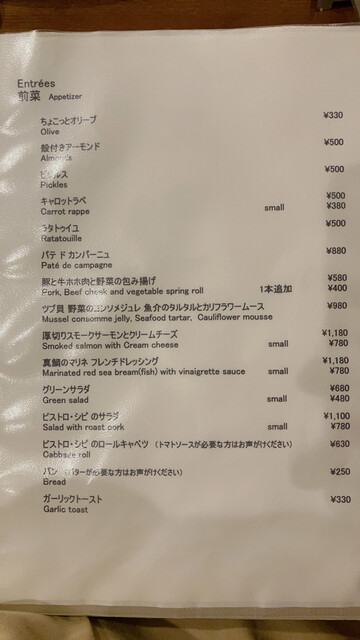 Entrées
前菜 Appetizer
ちょこっとオリーブ ¥330
Olive
殻付きアーモンド ¥500
Almonds
ピクルス ¥500
Pickles
キャロットラペ ¥500
Carrot rappe small ¥380
ラタトゥイユ ¥500
Ratatouille
パテ ド カンパーニュ ¥880
Paté de campagne
豚と牛ホホ肉と野菜の包み揚げ ¥580
Pork, Beef cheek and vegetable spring roll 1本追加 ¥400
ツブ貝 野菜のコンソメジュレ 魚介のタルタルとカリフラワームース ¥980
Mussel consomme jelly, Seafood tartar, Cauliflower mousse
厚切りスモークサーモンとクリームチーズ ¥1,180
Smoked salmon with Cream cheese small ¥780
真鯛のマリネ フレンチドレッシング ¥1,180
Marinated red sea bream(fish) with vinaigrette sauce small ¥780
グリーンサラダ ¥680
Green salad small ¥480
ビストロ・シビのサラダ ¥1,100
Salad with roast pork small ¥780
ビストロ・シビのロールキャベツ (トマトソースが必要な方はお声がけください) ¥630
Cabbage roll
パン (バターが必要な方はお声がけください) ¥250
Bread
ガーリックトースト ¥330
Garlic toast